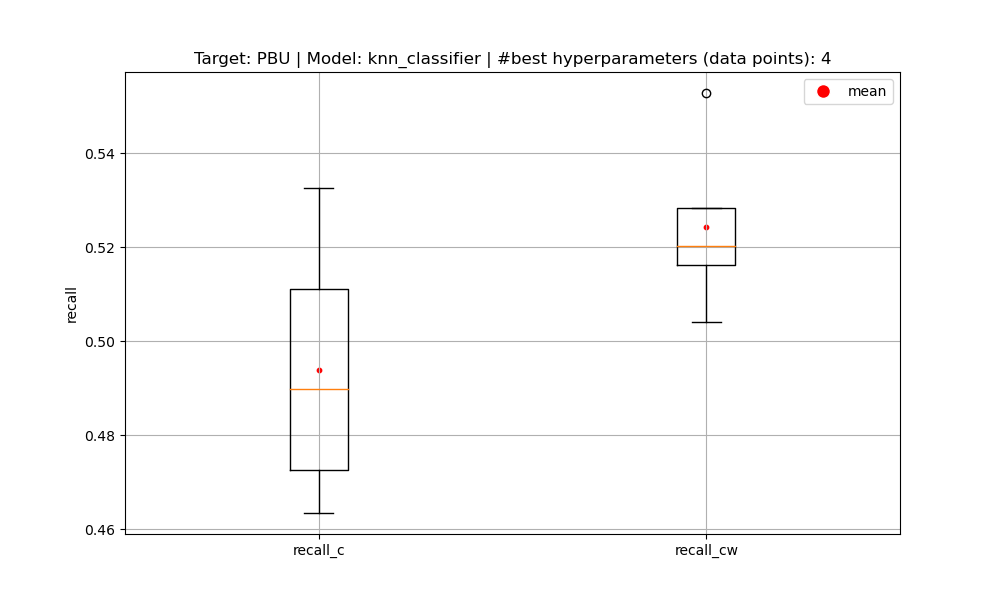 Target: PBU | Model: knn_classifier | #best hyperparameters (data points): 4
mean
0.54
0.52
0.50
0.48
0.46
recall
recall_c
recall_cw